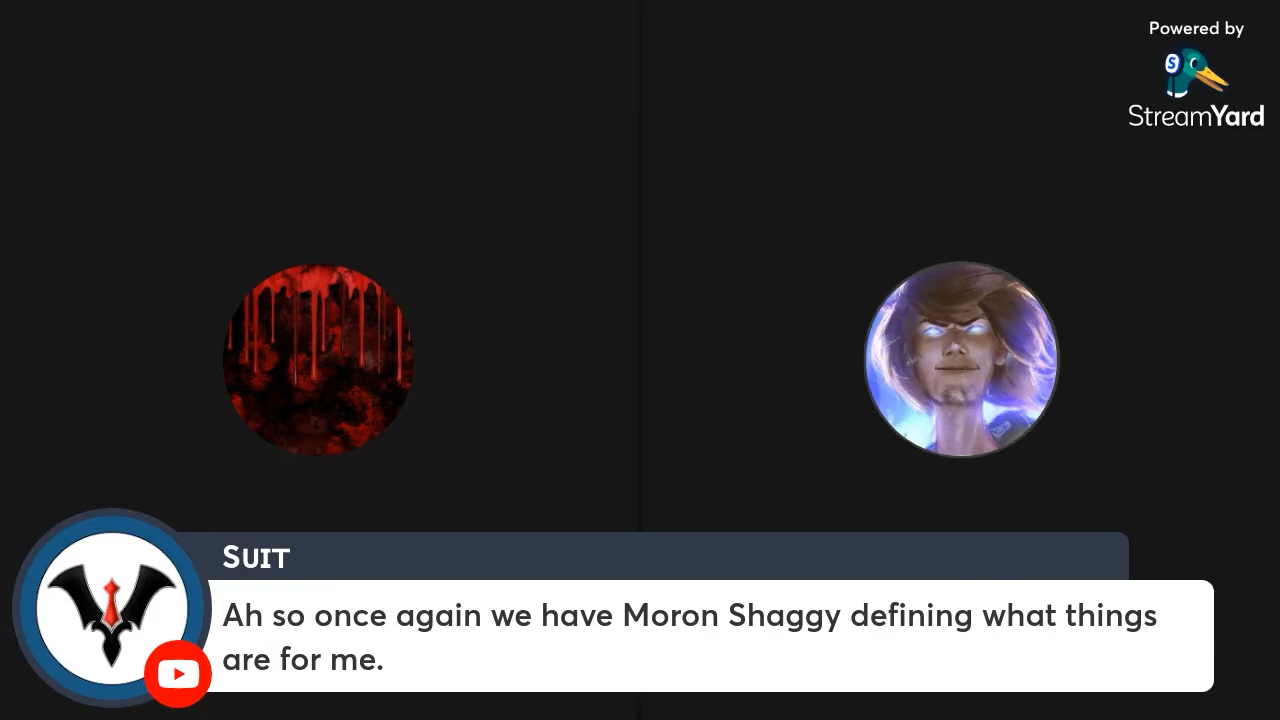 Powered by
S
StreamYard
Suit
Ah so once again we have Moron Shaggy defining what things
are for me.